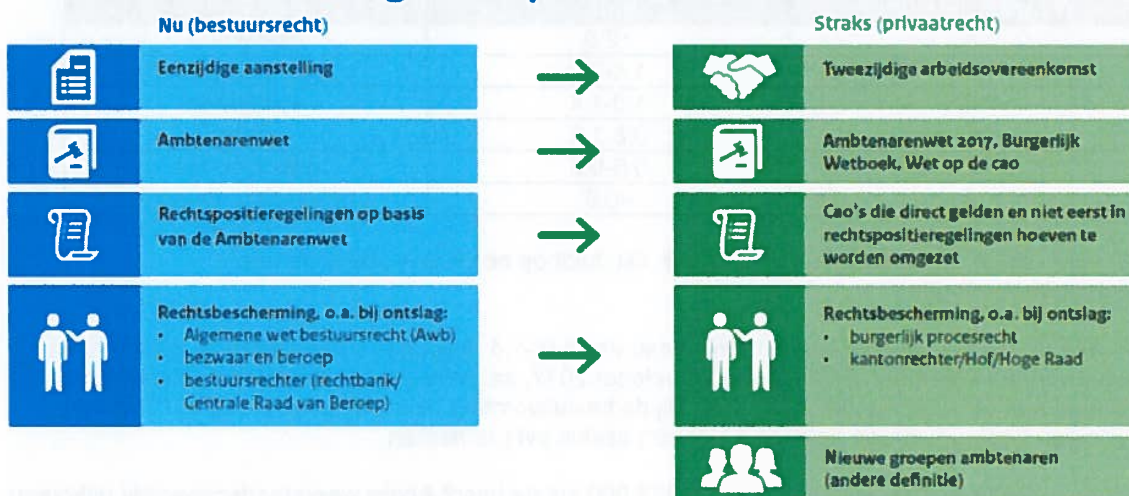 Nu (bestuursrecht)
Straks (privaatrecht)
Eenzijdige aanstelling
Tweezijdige arbeidsovereenkomst
Ambtenarenwet
Ambtenarenwet 2017, Burgerlijk
Wetboek, Wet op de cao
Rechtspositieregelingen op basis
van de Ambtenarenwet
Cao's die direct gelden en niet eerst in
rechtspositieregelingen hoeven te
worden omgezet
Rechtsbescherming, o.a. bij ontslag:
• Algemene wet bestuursrecht (Awb)
• bezwaar en beroep
• bestuursrechter (rechtbank/
Centrale Raad van Beroep)
Rechtsbescherming, o.a. bij ontslag:
• burgerlijk procesrecht
• kantonrechter/Hof/Hoge Raad
Nieuwe groepen ambtenaren
(andere definitie)